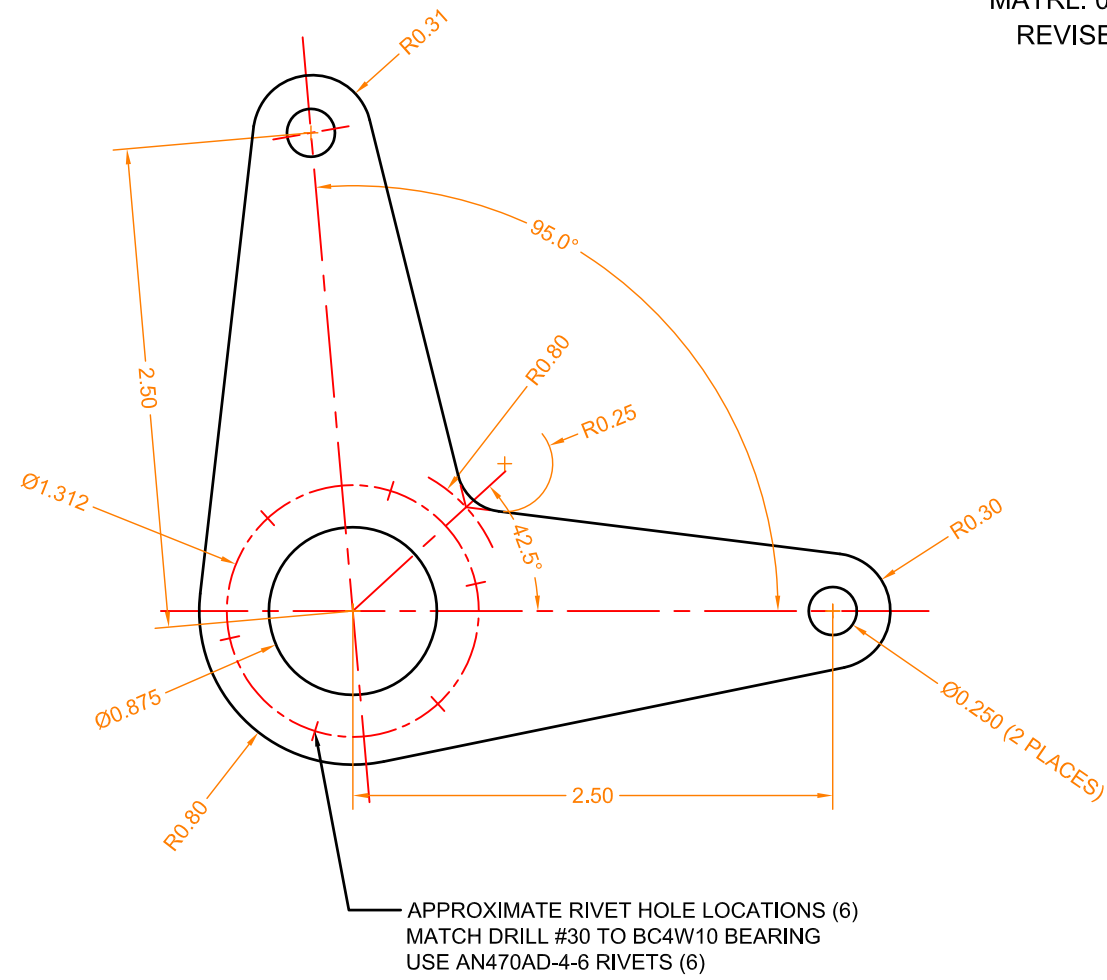 MATRL: 0
REVISE
R0.31
95.0°
R0.80
2.50
R0.25
Ø1.312
42.5°
R0.30
Ø0.875
Ø0.250 (2 PLACES)
2.50
R0.80
APPROXIMATE RIVET HOLE LOCATIONS (6)
MATCH DRILL #30 TO BC4W10 BEARING
USE AN470AD-4-6 RIVETS (6)